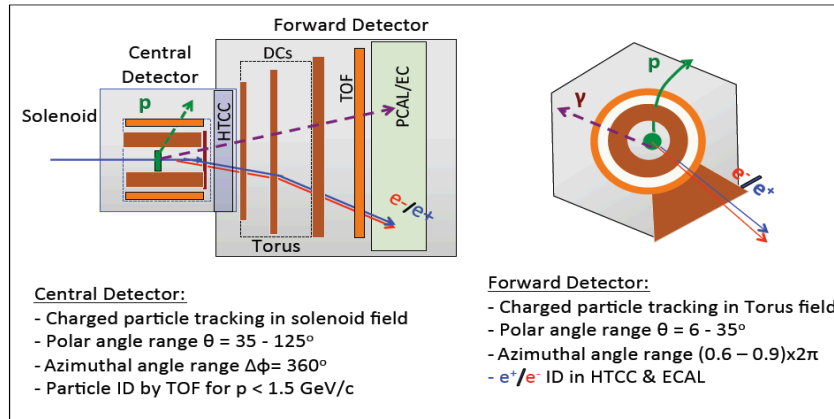 Forward Detector
Central
Detector
DCs
Solenoid
p
HTCC
TOF
PCAL/EC
e-/e+
Torus
p
γ
e-/e+
Central Detector:
- Charged particle tracking in solenoid field
- Polar angle range θ = 35 - 125°
- Azimuthal angle range Δϕ= 360°
- Particle ID by TOF for p < 1.5 GeV/c
Forward Detector:
- Charged particle tracking in Torus field
- Polar angle range θ = 6 - 35°
- Azimuthal angle range (0.6 – 0.9)x2π
- e⁺/e⁻ ID in HTCC & ECAL